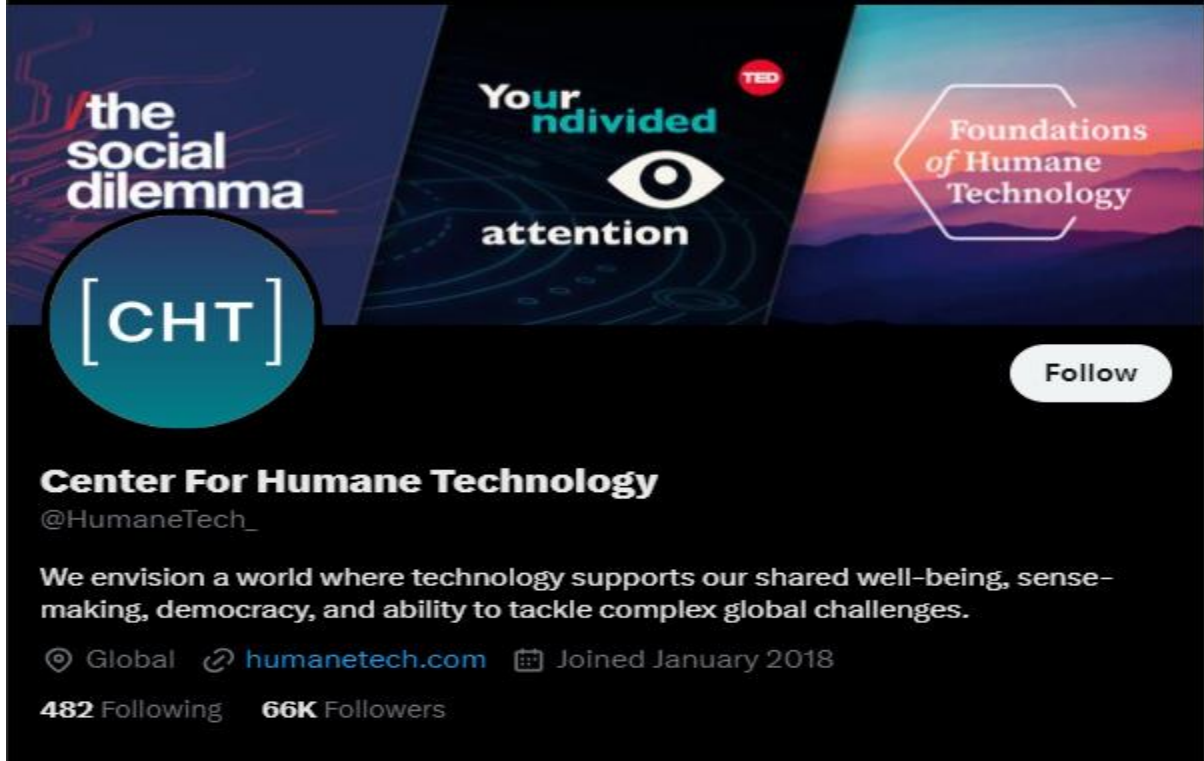 /the
social
dilemma_
Your
undivided
attention
TED
Foundations
of Humane
Technology
[CHT]
Follow
Center For Humane Technology
@HumaneTech_
We envision a world where technology supports our shared well-being, sense-
making, democracy, and ability to tackle complex global challenges.
Global humanetech.com Joined January 2018
482 Following 66K Followers